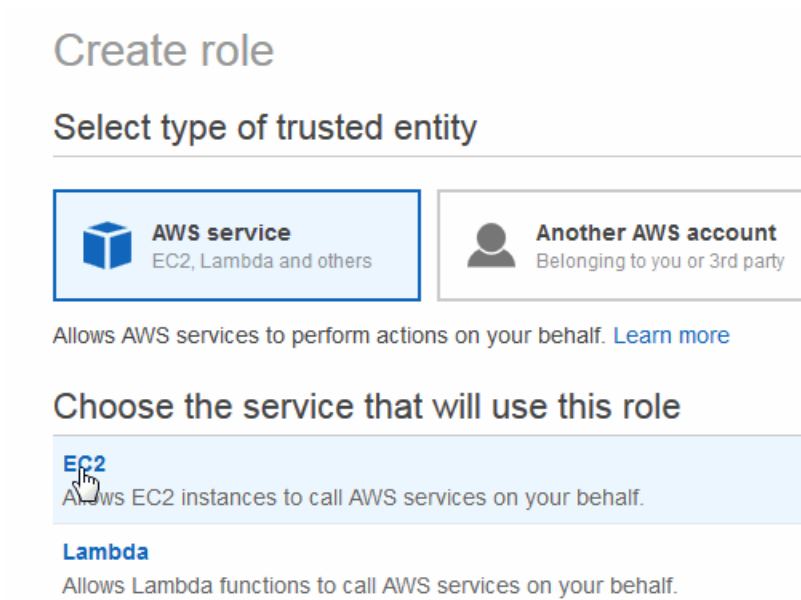 Create role
Select type of trusted entity
AWS service
EC2, Lambda and others
Another AWS account
Belonging to you or 3rd party
Allows AWS services to perform actions on your behalf. Learn more
Choose the service that will use this role
EC2
Allows EC2 instances to call AWS services on your behalf.
Lambda
Allows Lambda functions to call AWS services on your behalf.